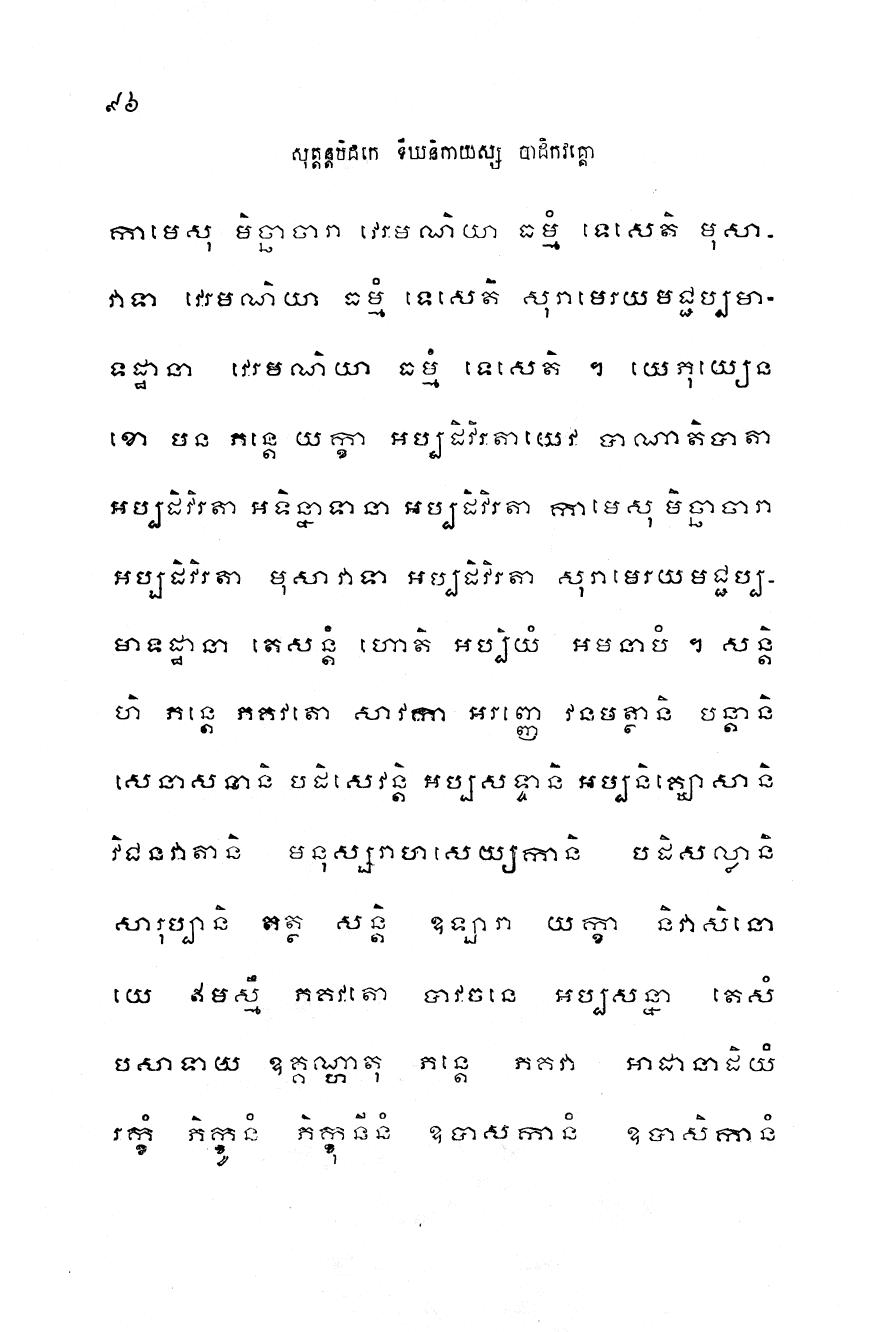 ៩៦
សុត្តន្តបិដកេ ទីឃនិកាយស្ស បាដិកវគ្គោ
កាមេសុ មិច្ឆាចារា វេរមណិយា ធម្មំ ទេសេតិ មុសា-
វាទា វេរមណិយា ធម្មំ ទេសេតិ សុរាមេរយមជ្ជប្បមា-
ទដ្ឋានា វេរមណិយា ធម្មំ ទេសេតិ ។ យេភុយ្យេន
ខោ បន ភន្តេ យក្ខា អប្បដិវិរតាយេវ បាណាតិបាតា
អប្បដិវិរតា អទិន្នាទានា អប្បដិវិរតា កាមេសុ មិច្ឆាចារា
អប្បដិវិរតា មុសាវាទា អប្បដិវិរតា សុរាមេរយមជ្ជប្ប-
មាទដ្ឋានា តេសន្តំ ហោតិ អប្បិយំ អមនាបំ ។ សន្តិ
ហិ ភន្តេ ភគវតោ សាវកា អរញ្ញេ វនមត្ថានិ បន្តានិ
សេនាសនានិ បដិសេវន្តិ អប្បសទ្ទានិ អប្បនិគ្ឃោសានិ
វិជនវាតានិ មនុស្សរាហសេយ្យកានិ បដិសល្លានិ
សារុប្បានិ តត្ថ សន្តិ ឧឡ្ារា យក្ខា និវាសិនោ
យេ ឥមស្មឹ ភគវតោ បាវចនេ អប្បសន្នា តេសំ
បសាទាយ ឧគ្គណ្ហាតុ ភន្តេ ភគវា អាដានាដិយំ
រក្ខំ ភិក្ខូនំ ភិក្ខុនីនំ ឧបាសកានំ ឧបាសិកានំ